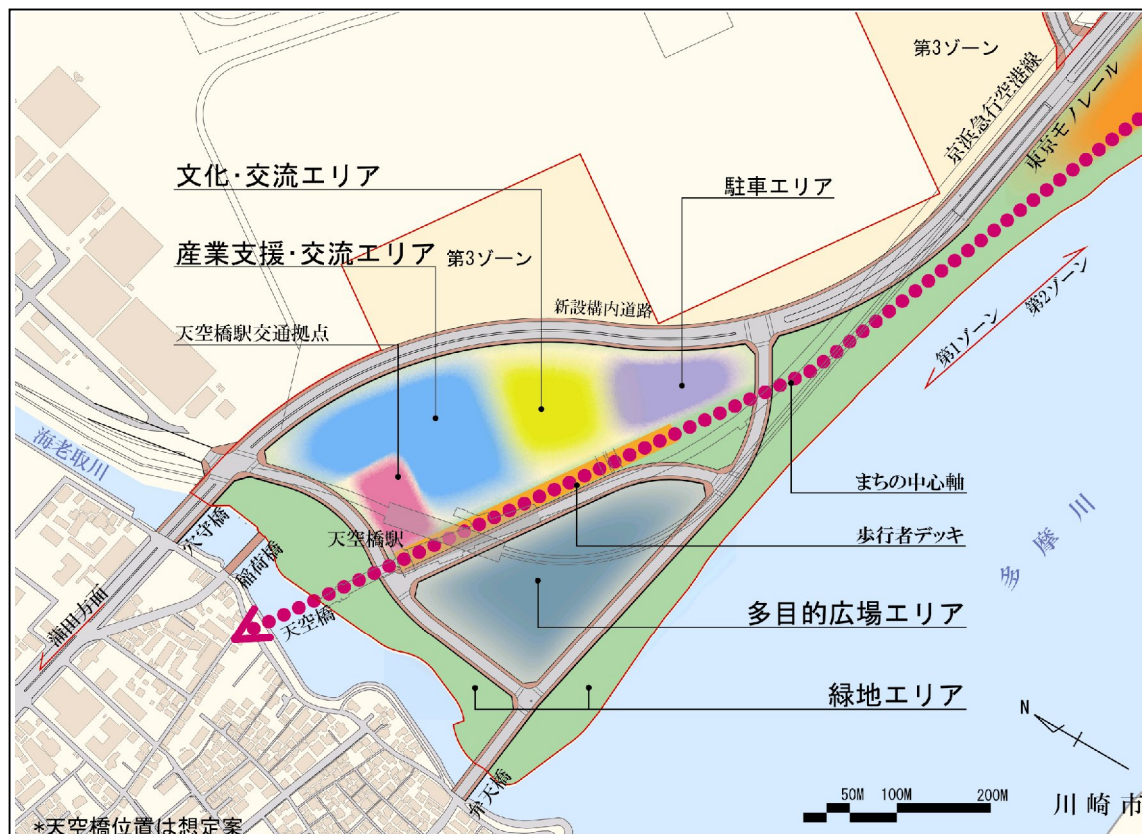 第3ゾーン
京浜急行空港線
東京モノレール
文化・交流エリア
駐車エリア
産業支援・交流エリア
第3ゾーン
新設構内道路
天空橋駅交通拠点
第1ゾーン
第2ゾーン
海老取川
まちの中心軸
穴守橋
天空橋駅
歩行者デッキ
稲荷橋
多摩川
蒲田方面
天空橋
多目的広場エリア
緑地エリア
N
弁天橋
50M 100M 200M
川崎市
*天空橋位置は想定案